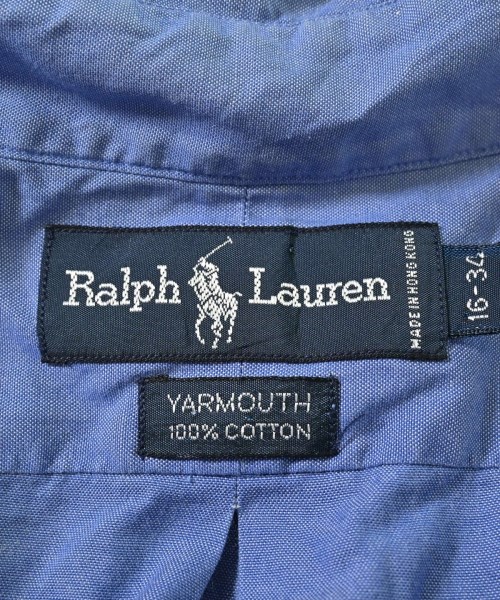 Ralph Lauren
MADE IN HONG KONG
16-34
YARMOUTH
100% COTTON